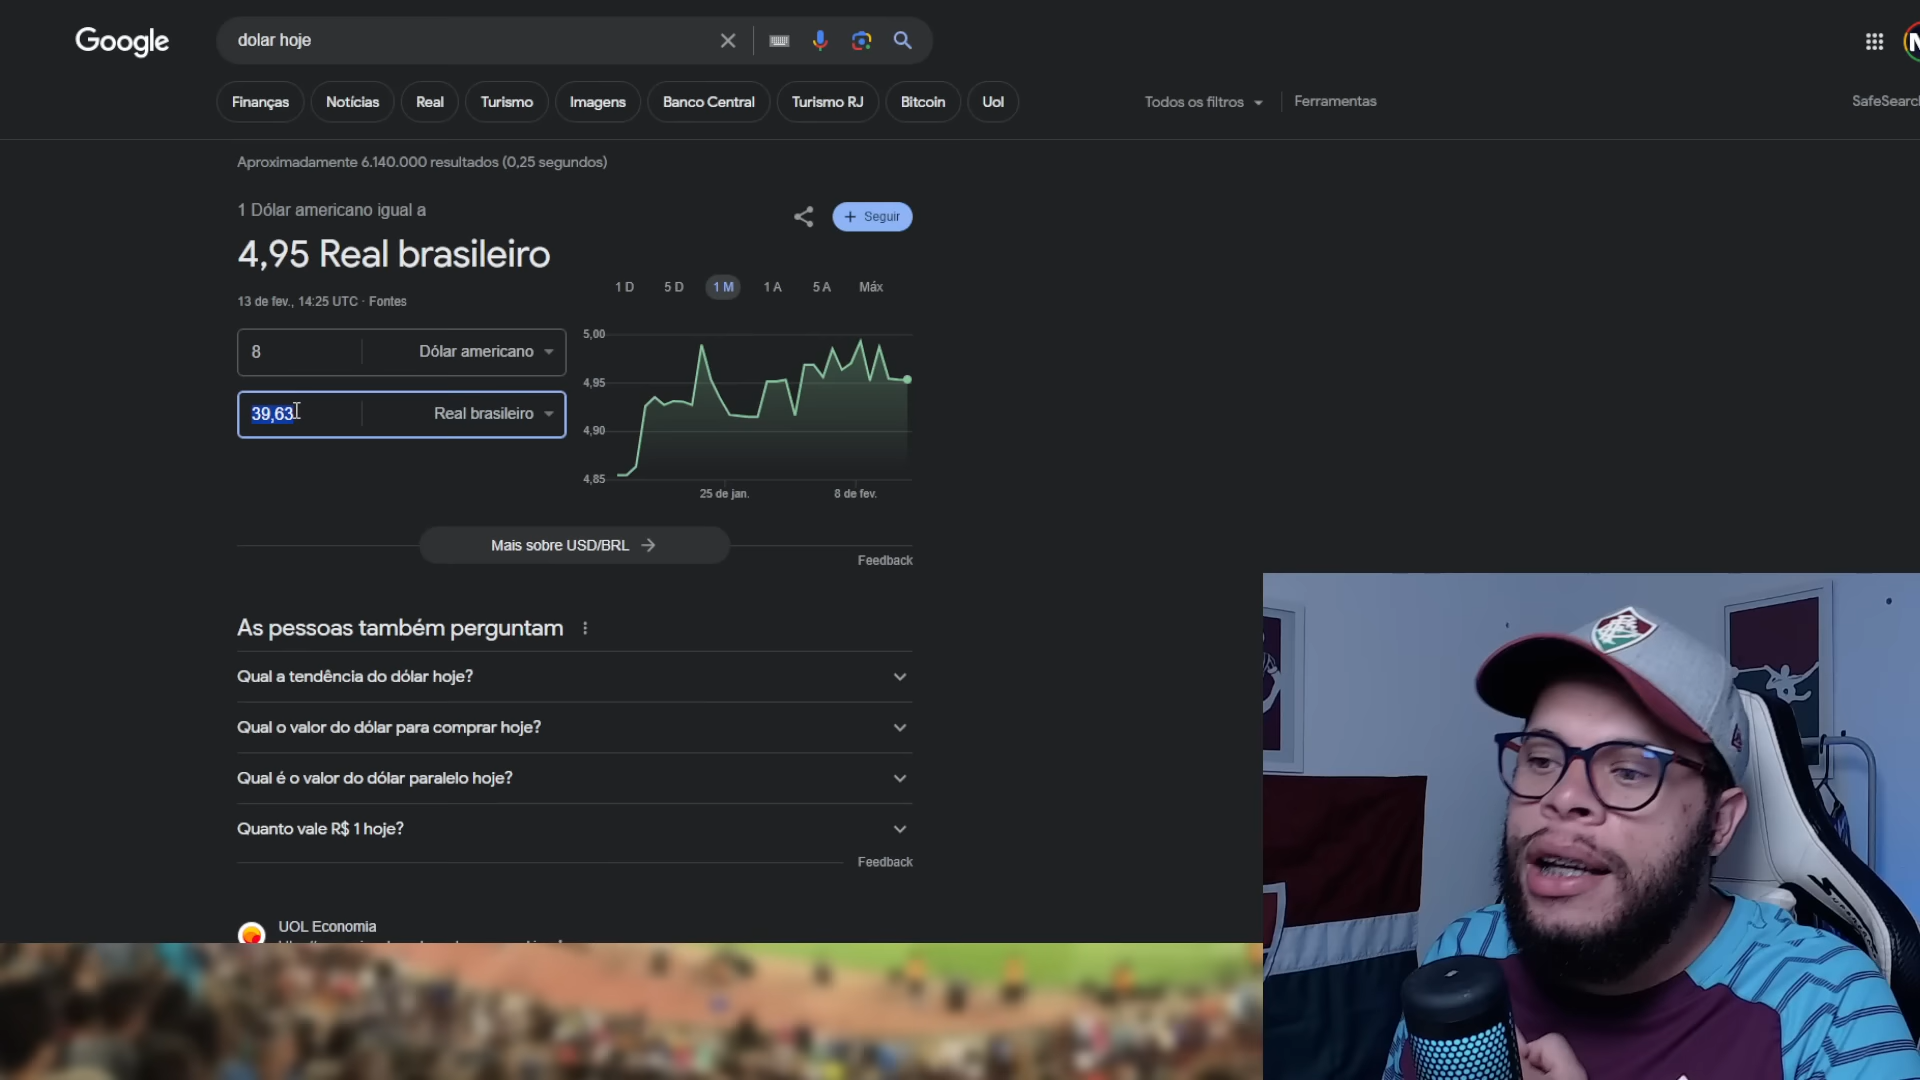 Google
dolar hoje
Finanças
Notícias
Real
Turismo
Imagens
Banco Central
Turismo RJ
Bitcoin
Uol
Todos os filtros
Ferramentas
SafeSearch
Aproximadamente 6.140.000 resultados (0,25 segundos)
1 Dólar americano igual a
4,95 Real brasileiro
Seguir
13 de fev., 14:25 UTC · Fontes
1 D
5 D
1 M
1 A
5 A
Máx
8
Dólar americano
39,63
Real brasileiro
5,00
4,95
4,90
4,85
25 de jan.
8 de fev.
Mais sobre USD/BRL
Feedback
As pessoas também perguntam
Qual a tendência do dólar hoje?
Qual o valor do dólar para comprar hoje?
Qual é o valor do dólar paralelo hoje?
Quanto vale R$ 1 hoje?
Feedback
UOL Economia